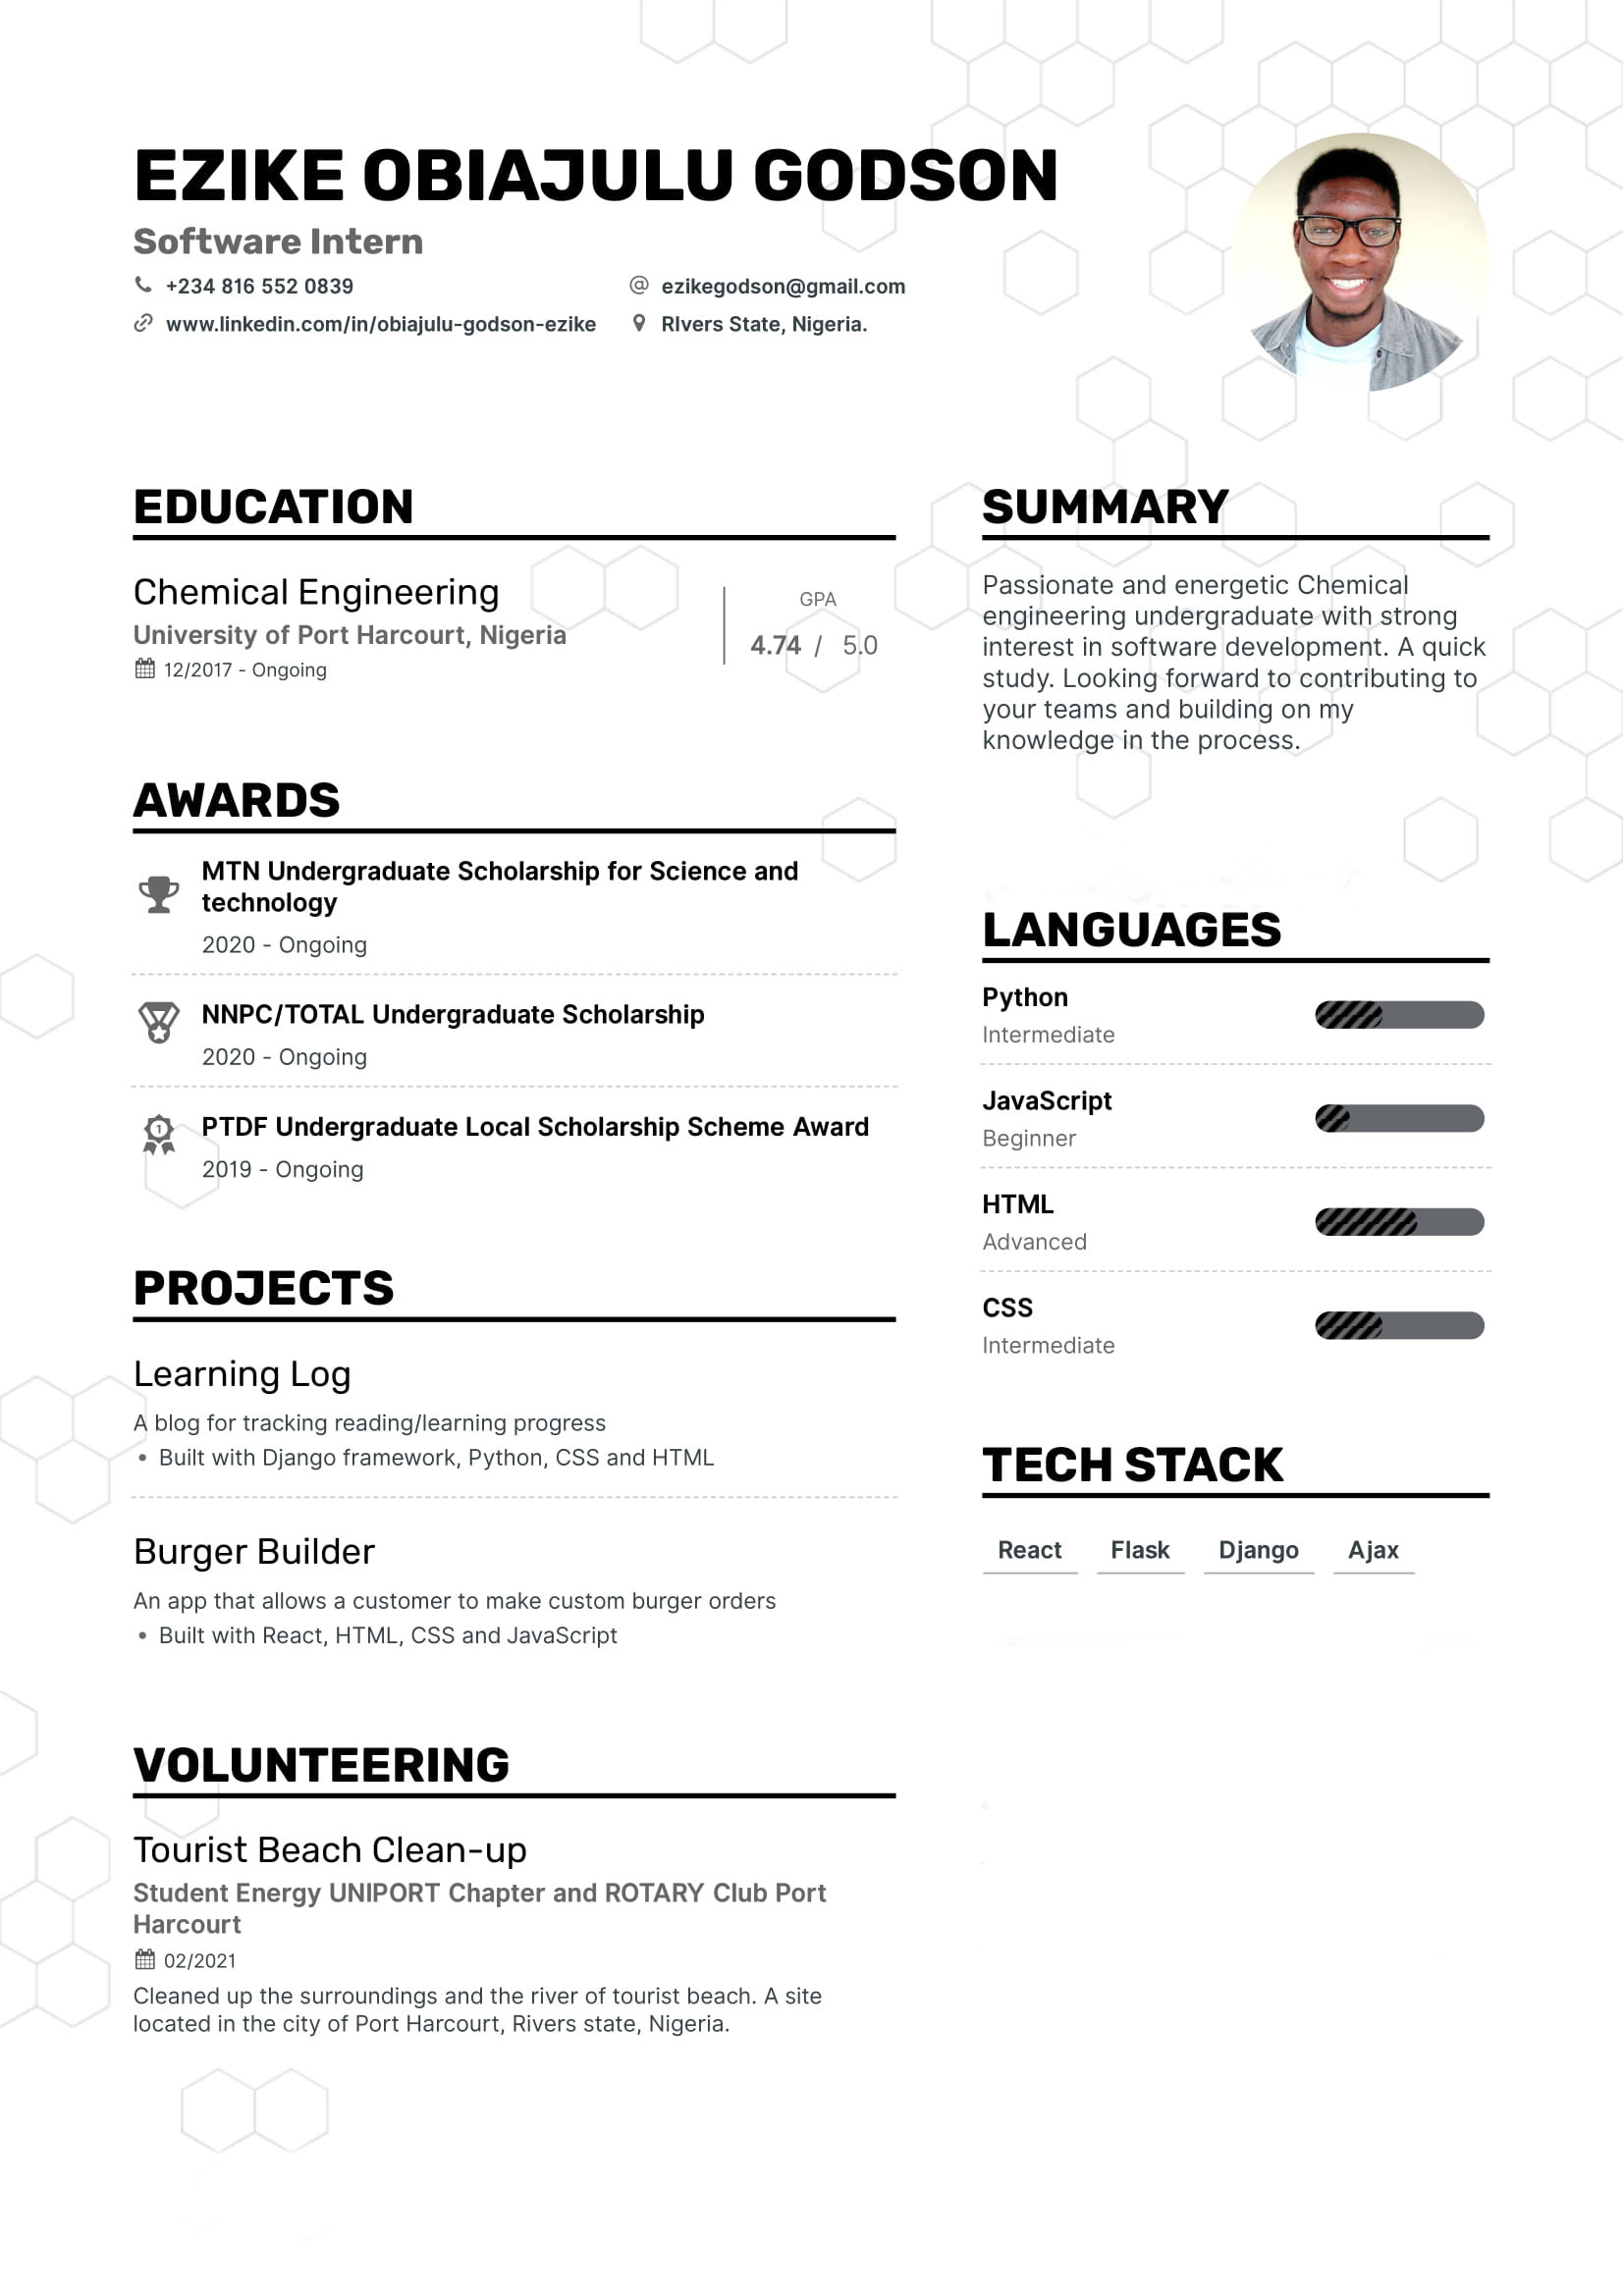 EZIKE OBIAJULU GODSON
Software Intern
+234 816 552 0839
ezikegodson@gmail.com
www.linkedin.com/in/obiajulu-godson-ezike
RIvers State, Nigeria.
EDUCATION
Chemical Engineering
University of Port Harcourt, Nigeria
12/2017 - Ongoing
GPA
4.74 / 5.0
AWARDS
MTN Undergraduate Scholarship for Science and
technology
2020 - Ongoing
NNPC/TOTAL Undergraduate Scholarship
2020 - Ongoing
1
PTDF Undergraduate Local Scholarship Scheme Award
2019 - Ongoing
PROJECTS
Learning Log
A blog for tracking reading/learning progress
• Built with Django framework, Python, CSS and HTML
Burger Builder
An app that allows a customer to make custom burger orders
• Built with React, HTML, CSS and JavaScript
VOLUNTEERING
Tourist Beach Clean-up
Student Energy UNIPORT Chapter and ROTARY Club Port
Harcourt
02/2021
Cleaned up the surroundings and the river of tourist beach. A site
located in the city of Port Harcourt, Rivers state, Nigeria.
SUMMARY
Passionate and energetic Chemical
engineering undergraduate with strong
interest in software development. A quick
study. Looking forward to contributing to
your teams and building on my
knowledge in the process.
LANGUAGES
Python
Intermediate
JavaScript
Beginner
HTML
Advanced
CSS
Intermediate
TECH STACK
React Flask Django Ajax